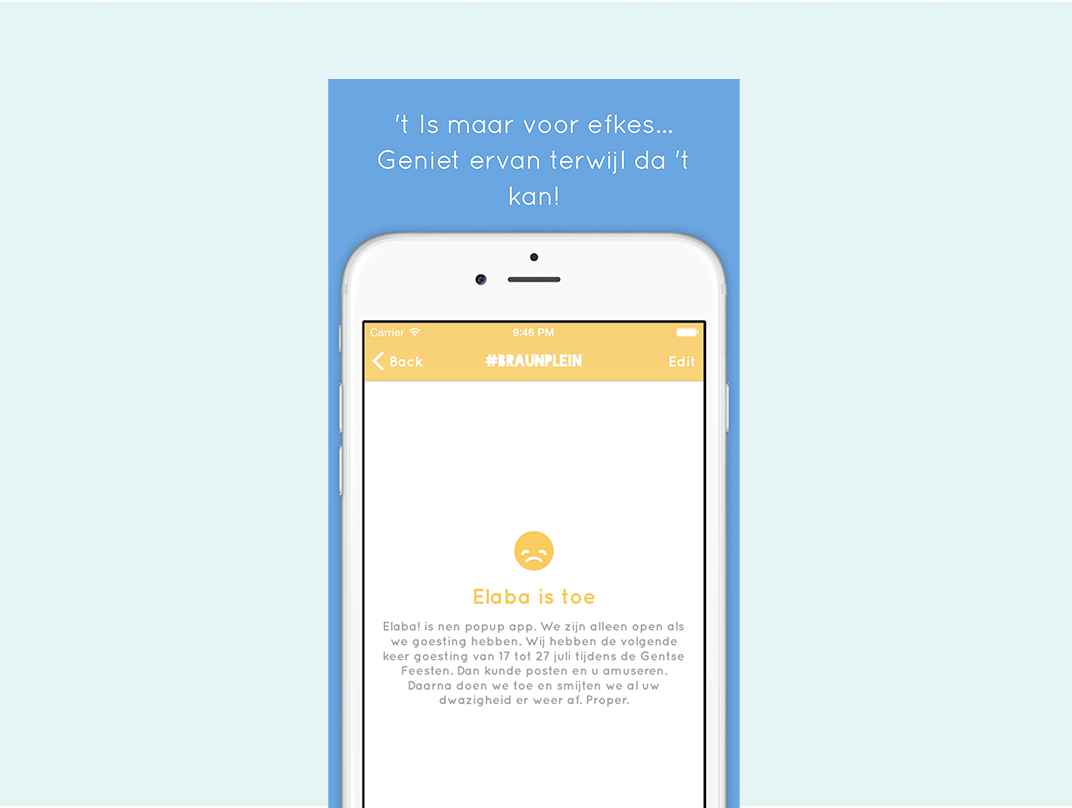 't Is maar voor efkes...
Geniet ervan terwijl da 't
kan!
Carrier 9:46 PM
Back #BRAUNPLEIN Edit
Elaba is toe
Elaba! is nen popup app. We zijn alleen open als
we goesting hebben. Wij hebben de volgende
keer goesting van 17 tot 27 juli tijdens de Gentse
Feesten. Dan kunde posten en u amuseren.
Daarna doen we toe en smijten we al uw
dwazigheid er weer af. Proper.